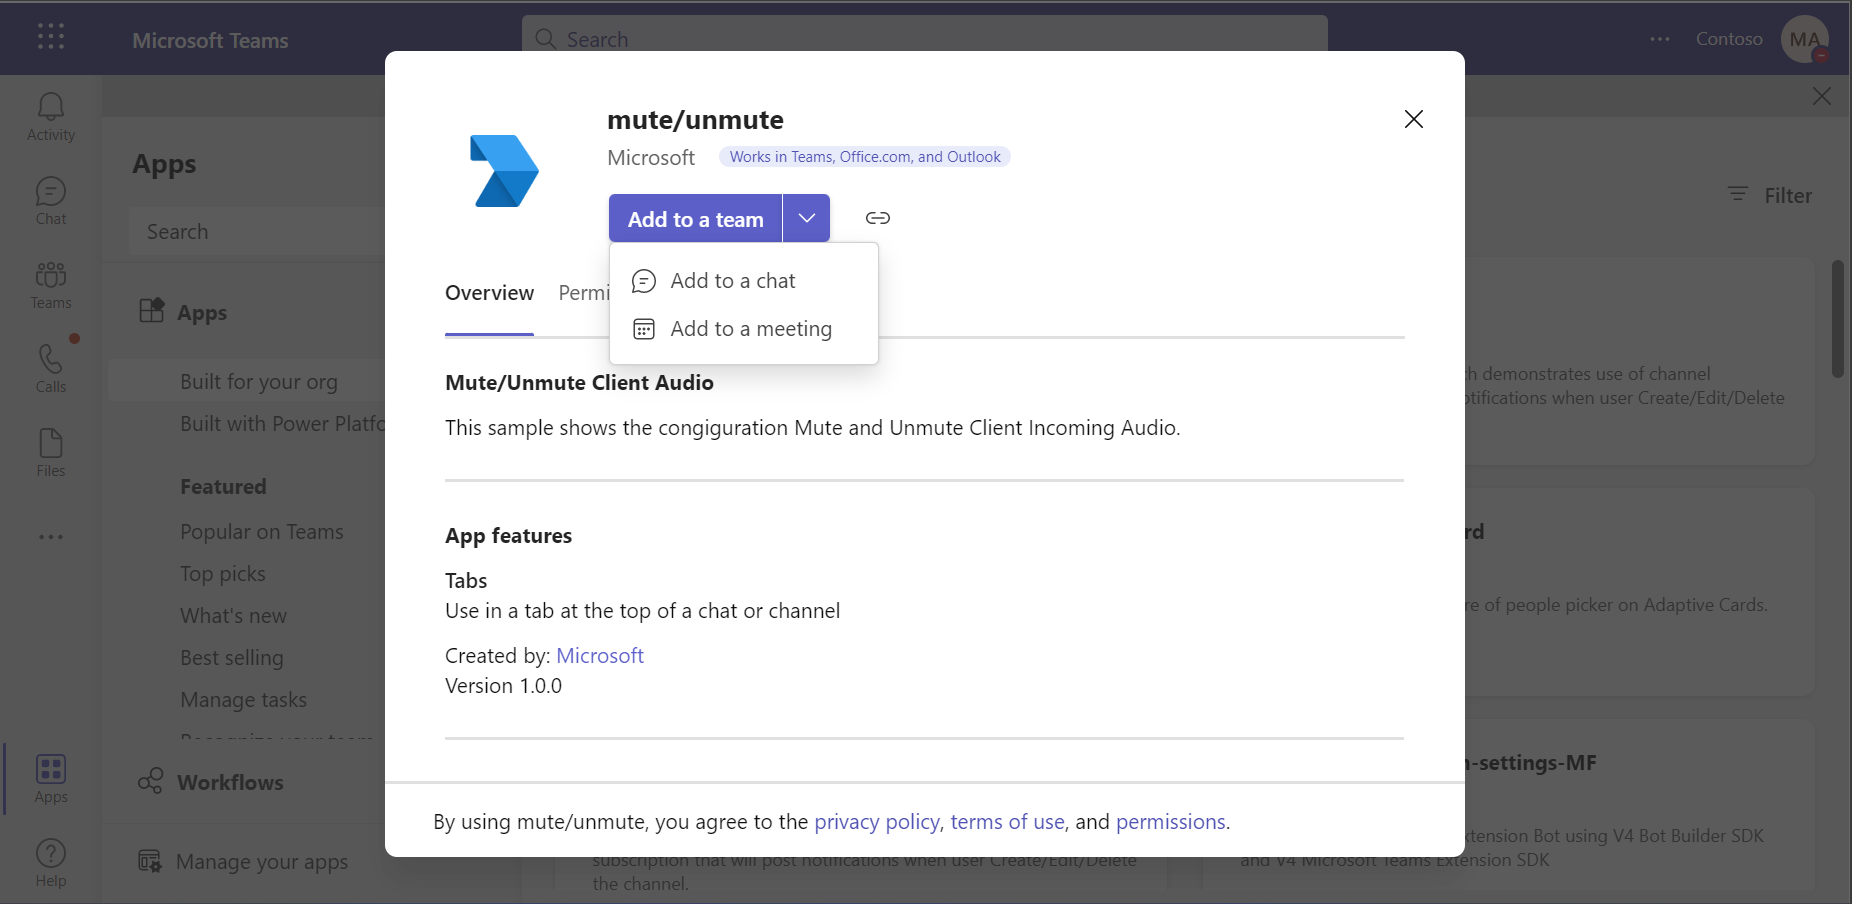 Microsoft Teams
Search
Contoso
MA
Activity
Chat
Teams
Calls
Files
Apps
Help
Apps
Search
Apps
Built for your org
Built with Power Platfo
Featured
Popular on Teams
Top picks
What's new
Best selling
Manage tasks
Recognize your team
Workflows
Manage your apps
mute/unmute
Microsoft
Works in Teams, Office.com, and Outlook
Add to a team
Add to a chat
Add to a meeting
Overview
Permi
Mute/Unmute Client Audio
This sample shows the congiguration Mute and Unmute Client Incoming Audio.
App features
Tabs
Use in a tab at the top of a chat or channel
Created by: Microsoft
Version 1.0.0
By using mute/unmute, you agree to the privacy policy, terms of use, and permissions.
Filter
ch demonstrates use of channel
otifications when user Create/Edit/Delete
rd
re of people picker on Adaptive Cards.
n-settings-MF
xtension Bot using V4 Bot Builder SDK
and V4 Microsoft Teams Extension SDK
subscription that will post notifications when user Create/Edit/Delete
the channel.